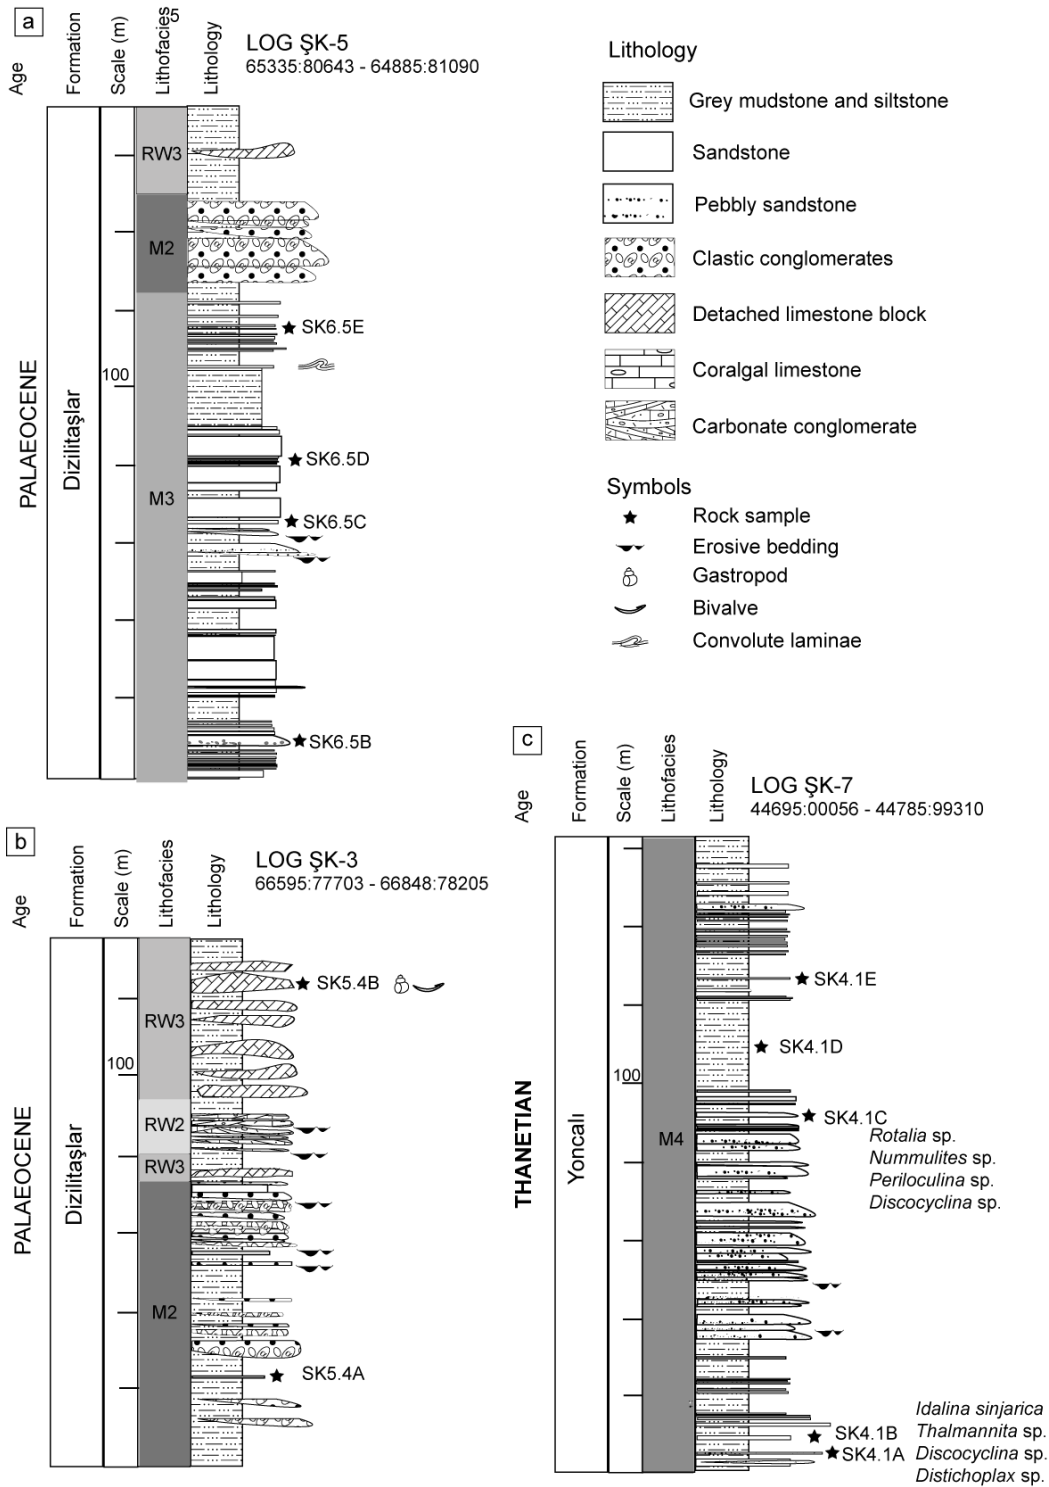 a
Age
Formation
Scale (m)
Lithofacies
5
Lithology
LOG ŞK-5
65335:80643 - 64885:81090
PALAEOCENE
Dizilitaşlar
100
RW3
M2
M3
SK6.5E
SK6.5D
SK6.5C
SK6.5B
Lithology
Grey mudstone and siltstone
Sandstone
Pebbly sandstone
Clastic conglomerates
Detached limestone block
Coralgal limestone
Carbonate conglomerate
Symbols
Rock sample
Erosive bedding
Gastropod
Bivalve
Convolute laminae
b
Age
Formation
Scale (m)
Lithofacies
Lithology
LOG ŞK-3
66595:77703 - 66848:78205
PALAEOCENE
Dizilitaşlar
100
RW3
RW2
RW3
M2
SK5.4B
SK5.4A
c
Age
Formation
Scale (m)
Lithofacies
Lithology
LOG ŞK-7
44695:00056 - 44785:99310
THANETIAN
Yoncalı
100
M4
SK4.1E
SK4.1D
SK4.1C
Rotalia sp.
Nummulites sp.
Periloculina sp.
Discocyclina sp.
SK4.1B
SK4.1A
Idalina sinjarica
Thalmannita sp.
Discocyclina sp.
Distichoplax sp.